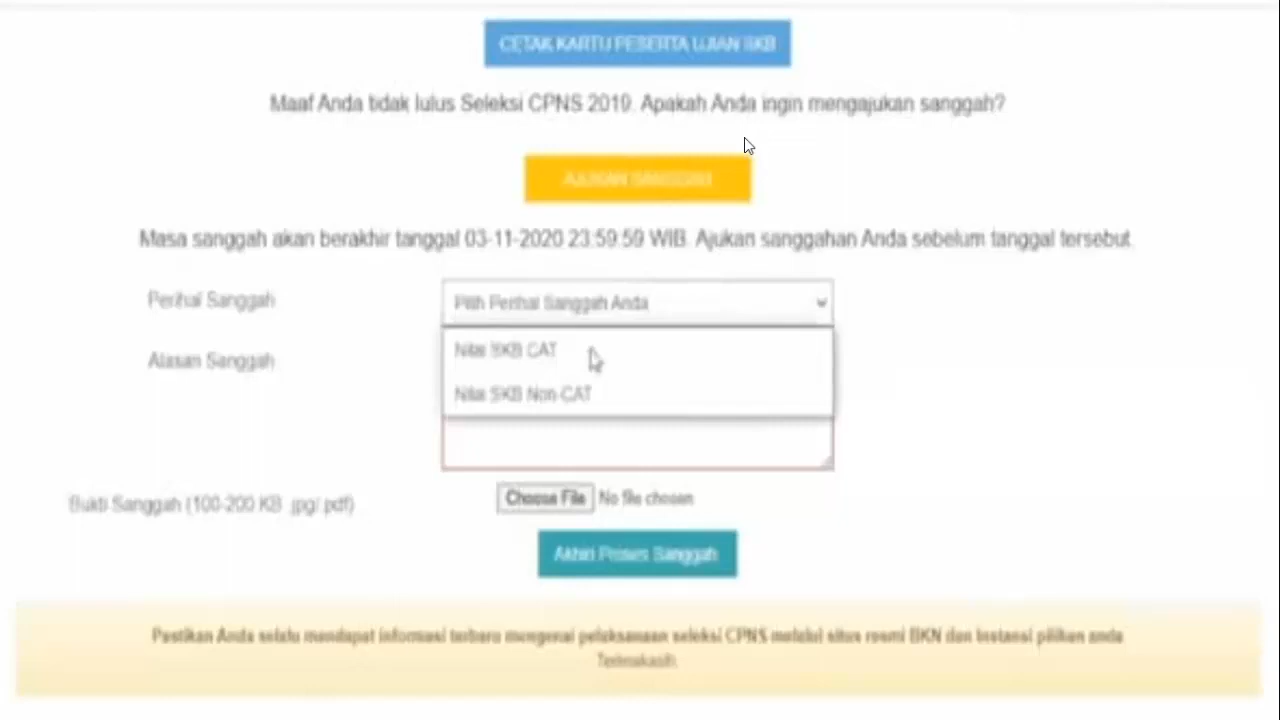 CETAK KARTU PESERTA UJIAN SKB
Maaf Anda tidak lulus Seleksi CPNS 2019. Apakah Anda ingin mengajukan sanggah?
AJUKAN SANGGAH
Masa sanggah akan berakhir tanggal 03-11-2020 23:59:59 WIB. Ajukan sanggahan Anda sebelum tanggal tersebut.
Perihal Sanggah
Pilih Perihal Sanggah Anda
Nilai SKB CAT
Alasan Sanggah
Nilai SKB Non-CAT
Bukti Sanggah (100-200 KB .jpg/.pdf)
Choose File No file chosen
Akhiri Proses Sanggah
Pastikan Anda selalu mendapat informasi terbaru mengenai pelaksanaan seleksi CPNS melalui situs resmi BKN dan Instansi pilihan anda
Terimakasih.